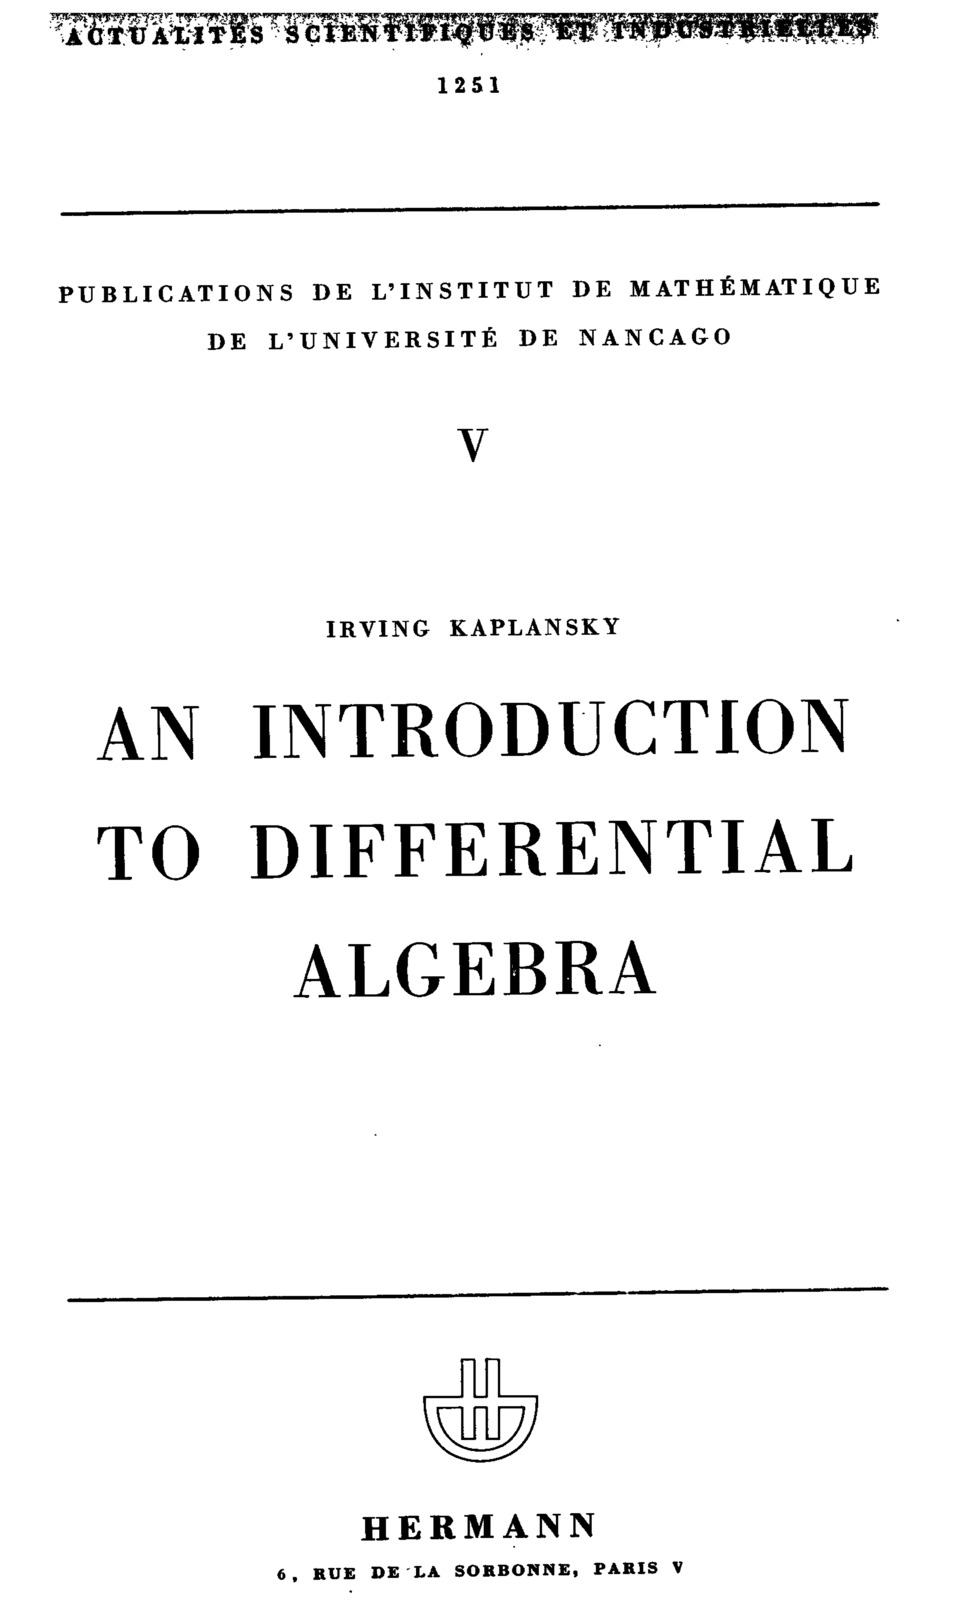 ACTUALITÉS SCIENTIFIQUES ET INDUSTRIELLES
1251
PUBLICATIONS DE L'INSTITUT DE MATHÉMATIQUE
DE L'UNIVERSITÉ DE NANCAGO
V
IRVING KAPLANSKY
AN INTRODUCTION
TO DIFFERENTIAL
ALGEBRA
HERMANN
6, RUE DE LA SORBONNE, PARIS V